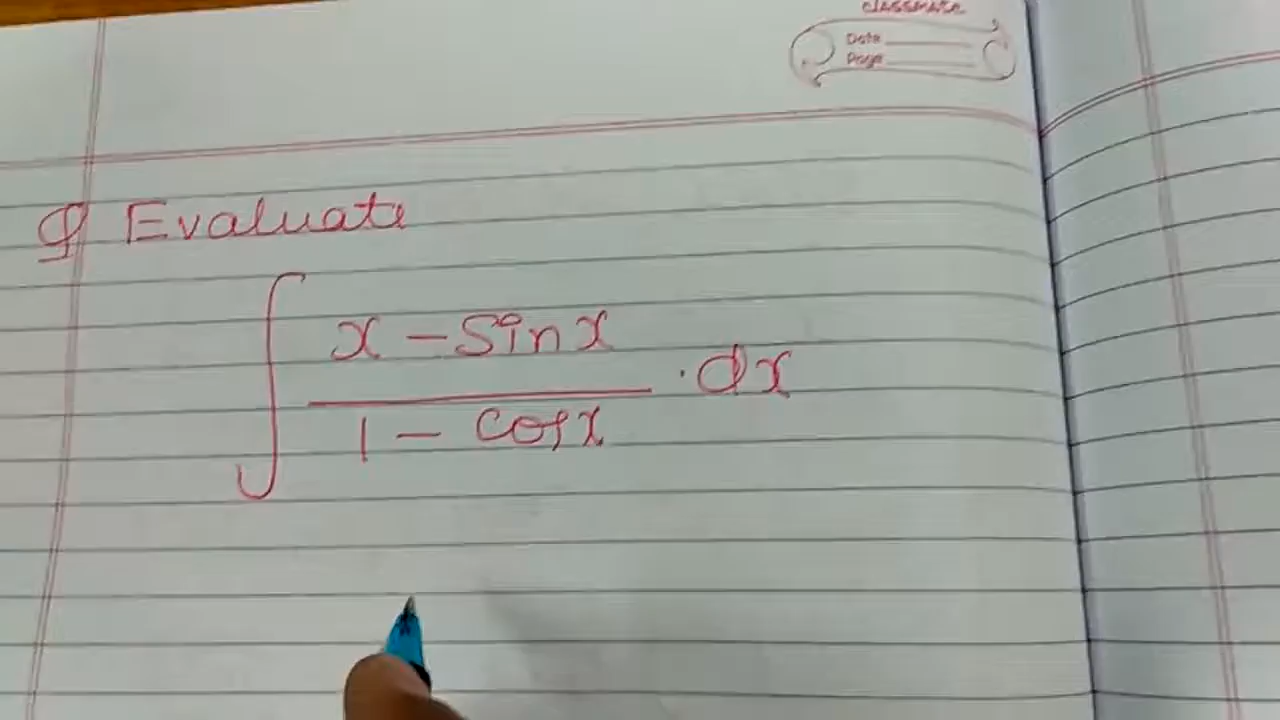 classmate
Date
Page
Q Evaluate
∫ x - sin x / 1 - cos x . dx